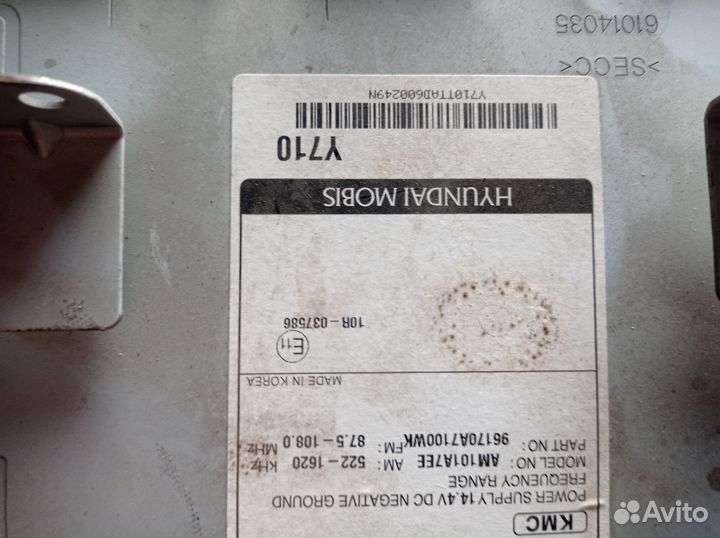 KMC
POWER SUPPLY 14.4V DC NEGATIVE GROUND
FREQUENCY RANGE
MODEL NO: AM101A7EE AM: 522-1620 KHz
PART NO: 96170A7100WK FM: 87.5-108.0 MHz
MADE IN KOREA
E11
10R-037586
HYUNDAI MOBIS
Y710
Y710TTAD600249N
>SECC<
61014035
Avito